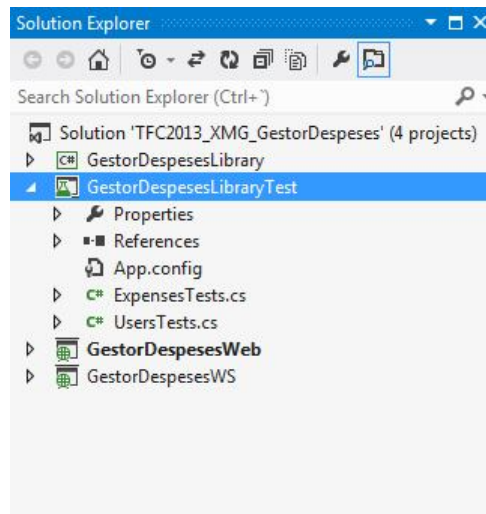 Solution Explorer
Search Solution Explorer (Ctrl+`)
Solution 'TFC2013_XMG_GestorDespeses' (4 projects)
C# GestorDespesesLibrary
GestorDespesesLibraryTest
Properties
References
App.config
C# ExpensesTests.cs
C# UsersTests.cs
GestorDespesesWeb
GestorDespesesWS